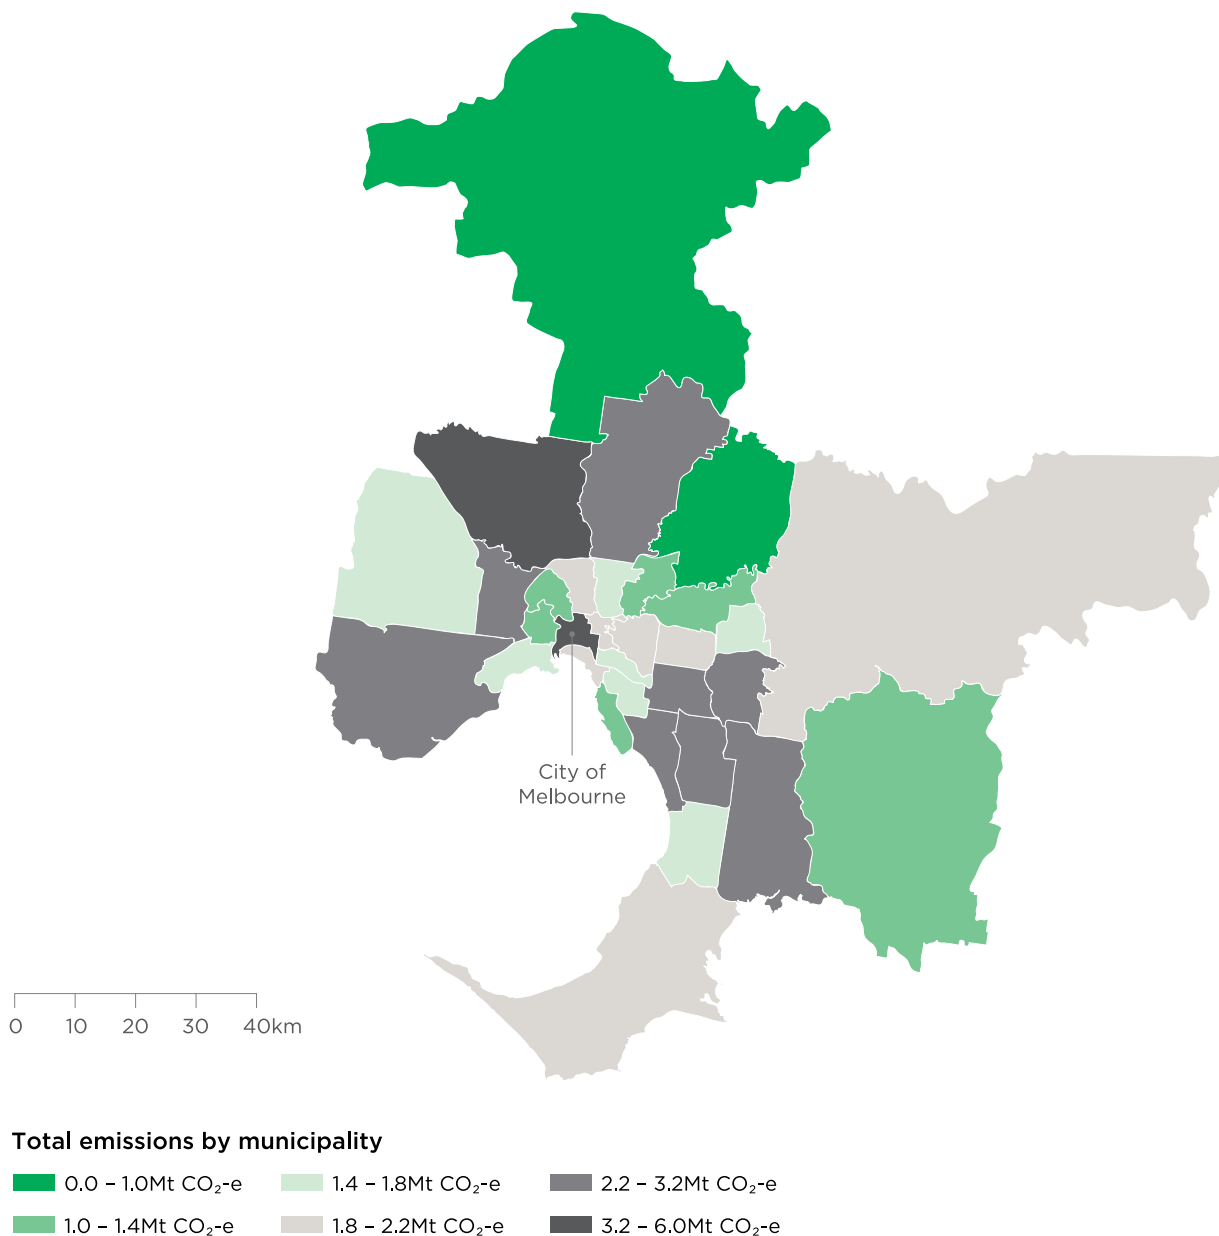 City of
Melbourne
0 10 20 30 40km
Total emissions by municipality
0.0 – 1.0Mt CO₂-e
1.4 – 1.8Mt CO₂-e
2.2 – 3.2Mt CO₂-e
1.0 – 1.4Mt CO₂-e
1.8 – 2.2Mt CO₂-e
3.2 – 6.0Mt CO₂-e